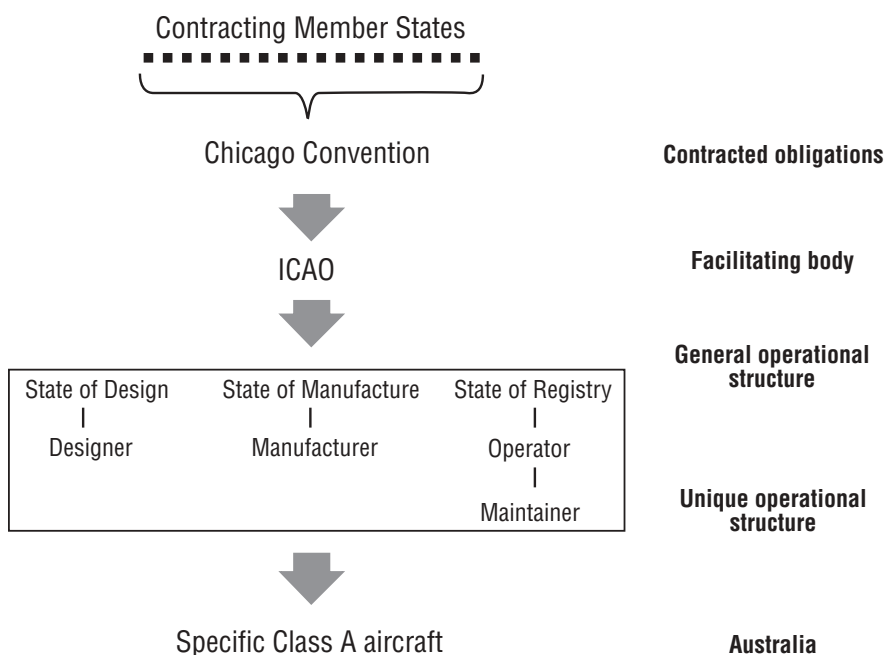 Contracting Member States
Chicago Convention
Contracted obligations
ICAO
Facilitating body
General operational
structure
State of Design
State of Manufacture
State of Registry
Designer
Manufacturer
Operator
Maintainer
Unique operational
structure
Specific Class A aircraft
Australia